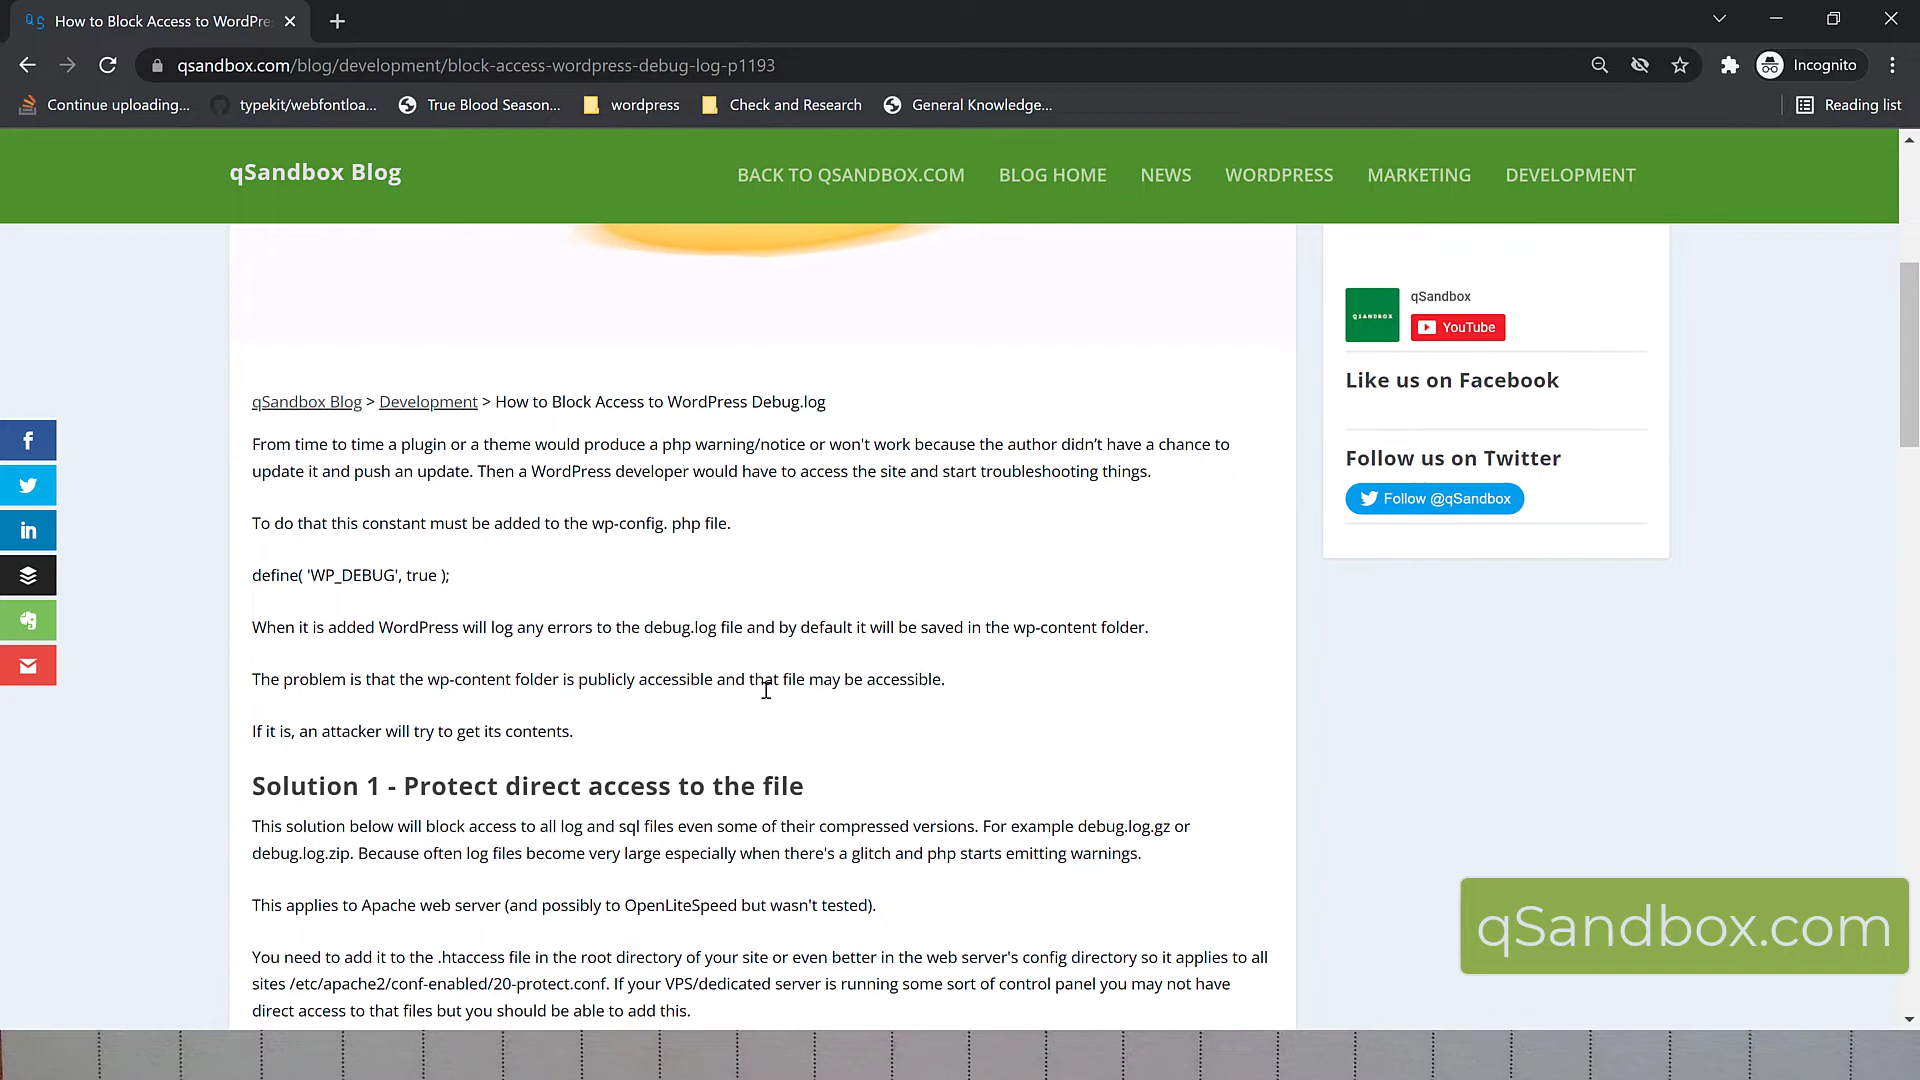 How to Block Access to WordPre
qsandbox.com/blog/development/block-access-wordpress-debug-log-p1193
Incognito
Continue uploading...
typekit/webfontloa...
True Blood Season...
wordpress
Check and Research
General Knowledge...
Reading list
qSandbox Blog
BACK TO QSANDBOX.COM
BLOG HOME
NEWS
WORDPRESS
MARKETING
DEVELOPMENT
qSandbox Blog > Development > How to Block Access to WordPress Debug.log
From time to time a plugin or a theme would produce a php warning/notice or won't work because the author didn’t have a chance to
update it and push an update. Then a WordPress developer would have to access the site and start troubleshooting things.
To do that this constant must be added to the wp-config. php file.
define( 'WP_DEBUG', true );
When it is added WordPress will log any errors to the debug.log file and by default it will be saved in the wp-content folder.
The problem is that the wp-content folder is publicly accessible and that file may be accessible.
If it is, an attacker will try to get its contents.
Solution 1 - Protect direct access to the file
This solution below will block access to all log and sql files even some of their compressed versions. For example debug.log.gz or
debug.log.zip. Because often log files become very large especially when there's a glitch and php starts emitting warnings.
This applies to Apache web server (and possibly to OpenLiteSpeed but wasn't tested).
You need to add it to the .htaccess file in the root directory of your site or even better in the web server's config directory so it applies to all
sites /etc/apache2/conf-enabled/20-protect.conf. If your VPS/dedicated server is running some sort of control panel you may not have
direct access to that files but you should be able to add this.
QSANDBOX
qSandbox
YouTube
Like us on Facebook
Follow us on Twitter
Follow @qSandbox
qSandbox.com